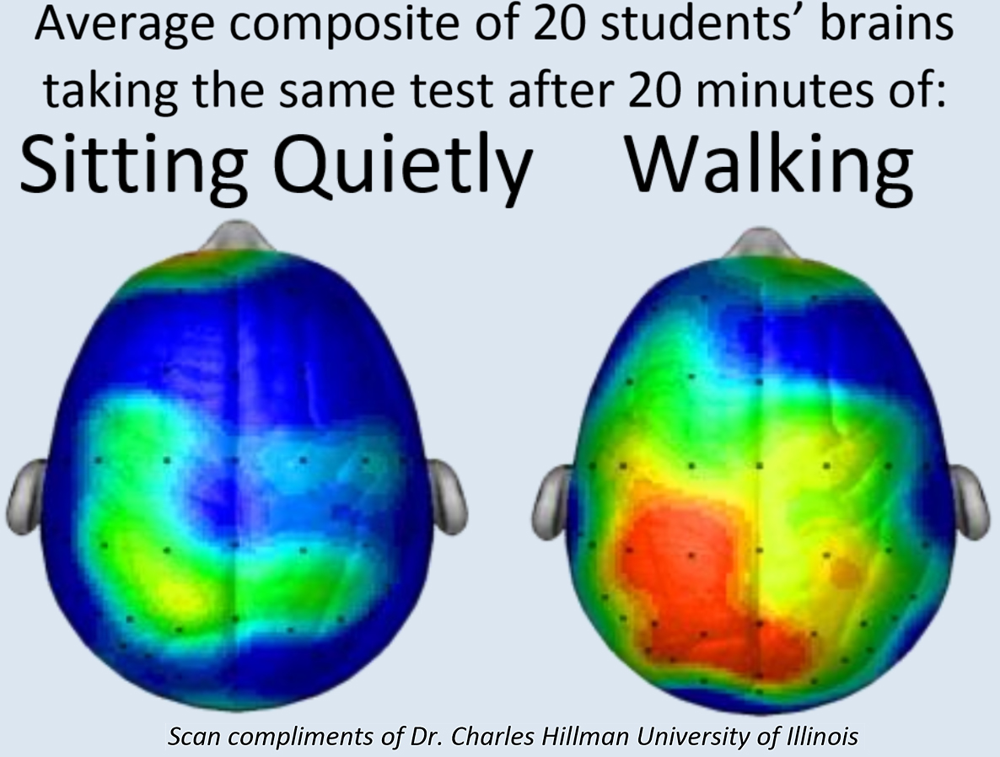 Average composite of 20 students’ brains
taking the same test after 20 minutes of:
Sitting Quietly Walking
Scan compliments of Dr. Charles Hillman University of Illinois